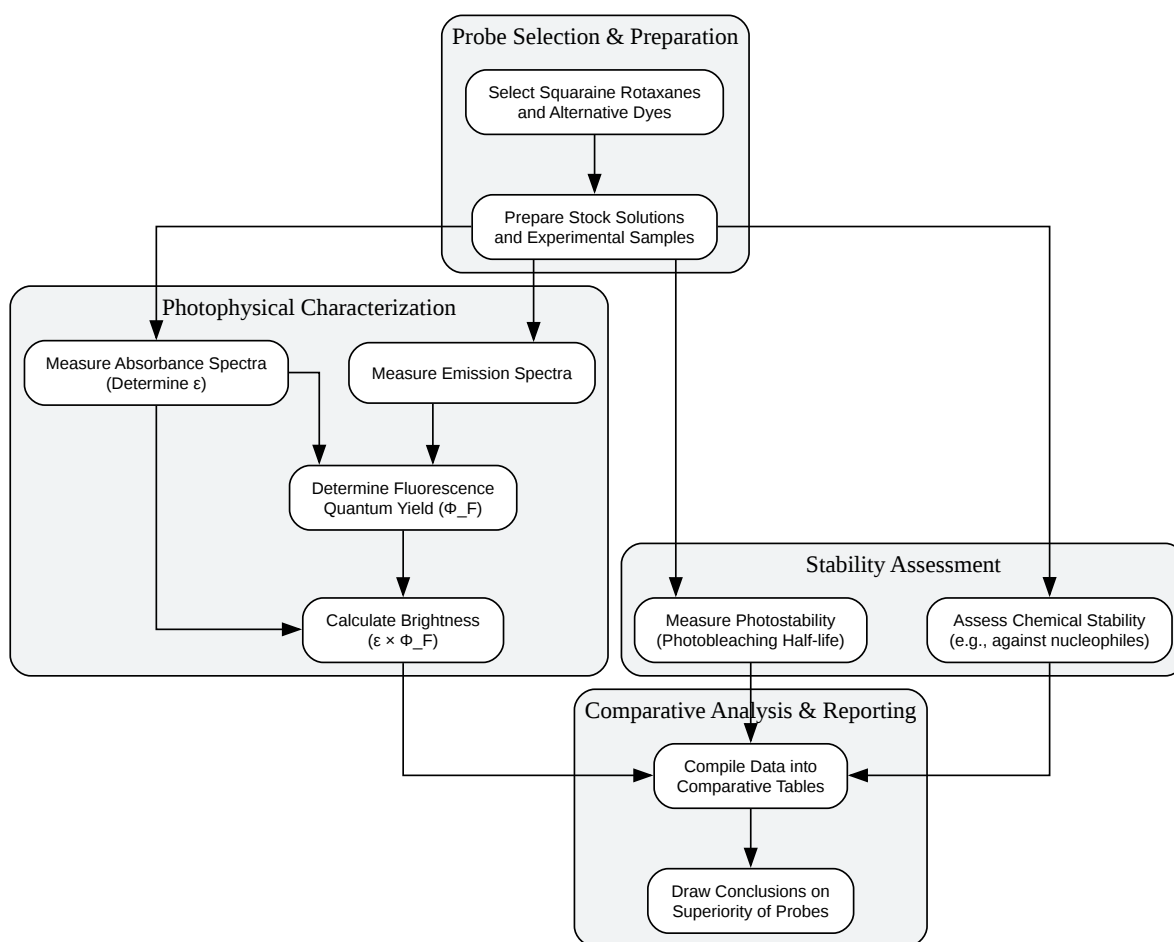 Probe Selection & Preparation
Select Squaraine Rotaxanes
and Alternative Dyes
Prepare Stock Solutions
and Experimental Samples
Photophysical Characterization
Measure Absorbance Spectra
(Determine ε)
Measure Emission Spectra
Determine Fluorescence
Quantum Yield (Φ_F)
Calculate Brightness
(ε × Φ_F)
Stability Assessment
Measure Photostability
(Photobleaching Half-life)
Assess Chemical Stability
(e.g., against nucleophiles)
Comparative Analysis & Reporting
Compile Data into
Comparative Tables
Draw Conclusions on
Superiority of Probes